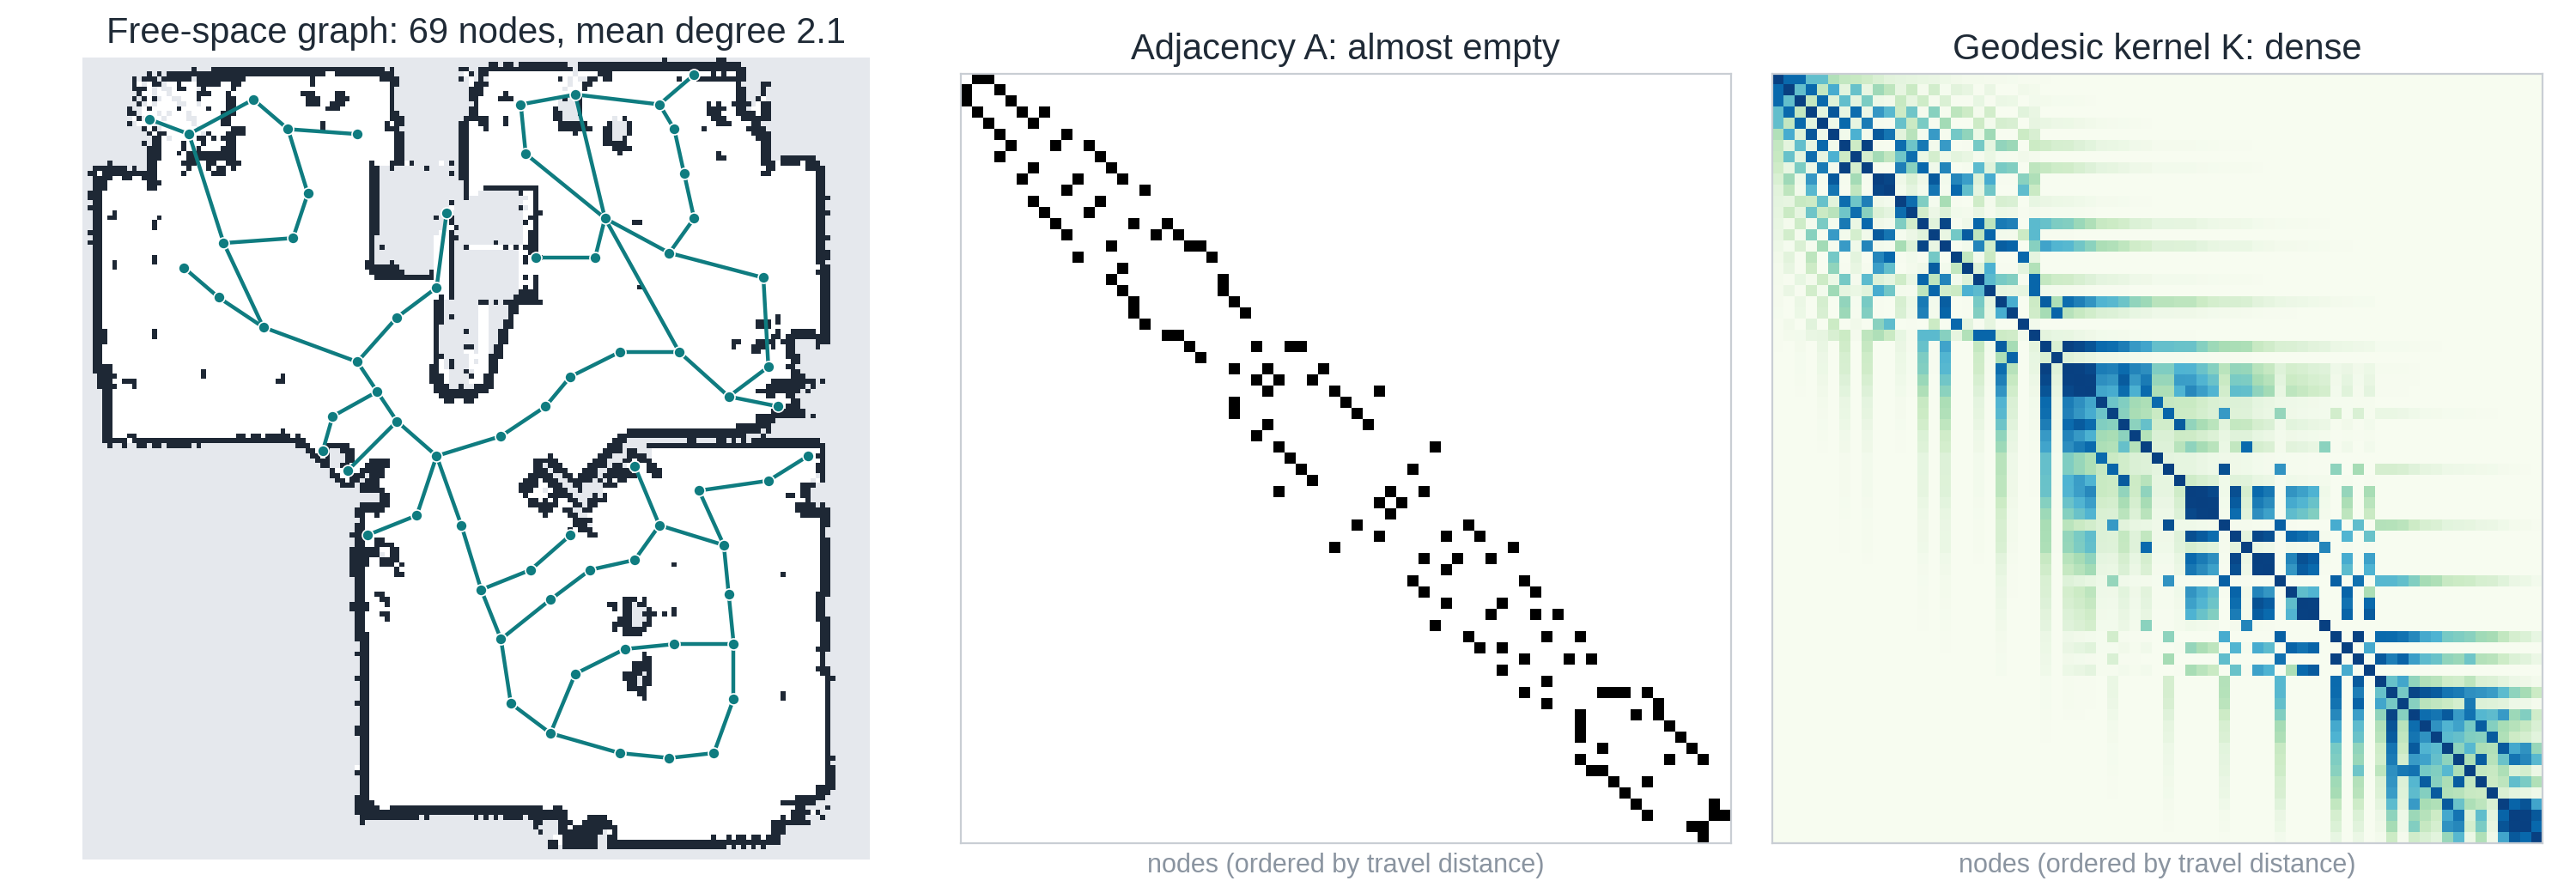 Free-space graph: 69 nodes, mean degree 2.1
Adjacency A: almost empty
Geodesic kernel K: dense
nodes (ordered by travel distance)
nodes (ordered by travel distance)